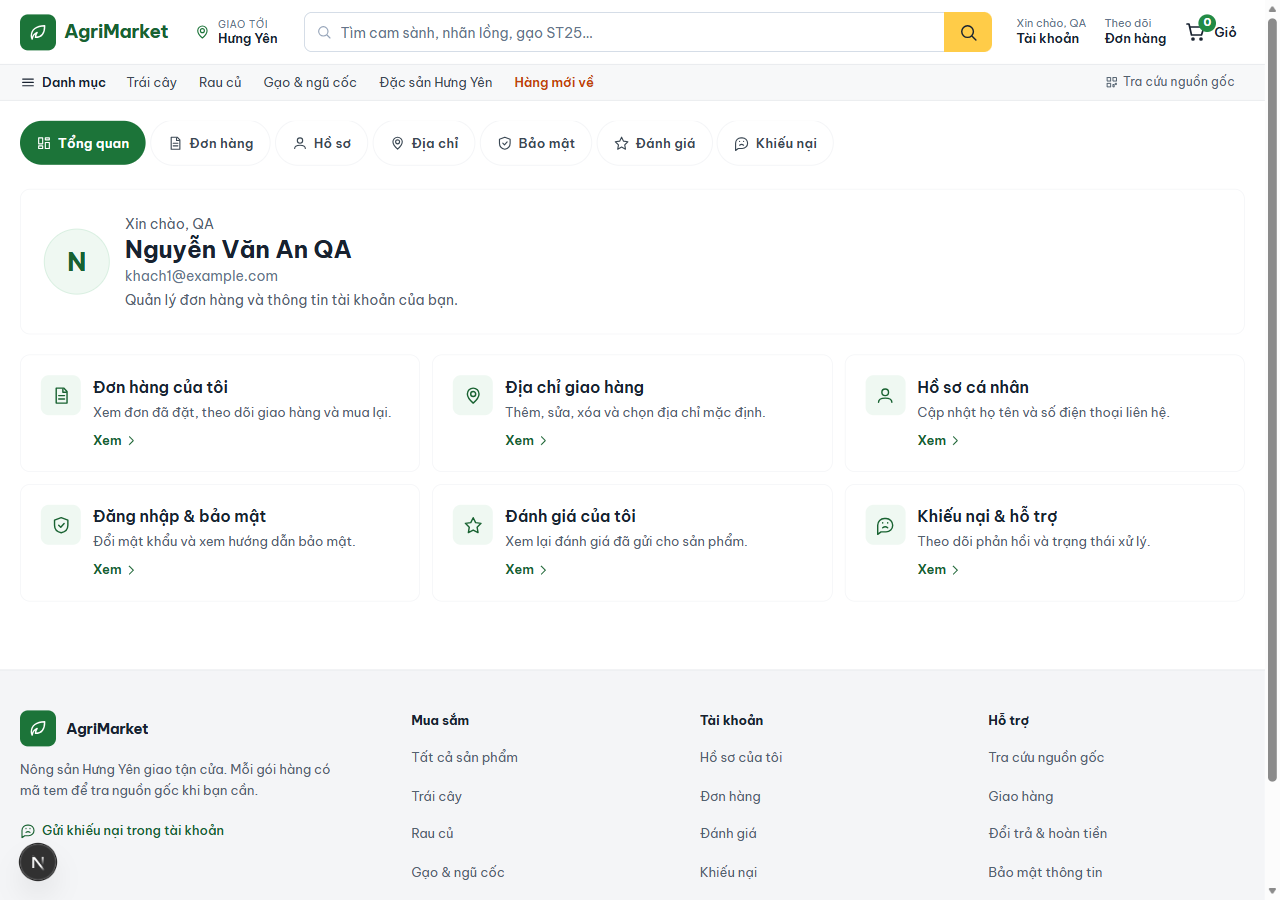 AgriMarket
GIAO TỚI
Hưng Yên
Tìm cam sành, nhãn lồng, gạo ST25...
Xin chào, QA
Tài khoản
Theo dõi
Đơn hàng
0
Giỏ
Danh mục
Trái cây
Rau củ
Gạo & ngũ cốc
Đặc sản Hưng Yên
Hàng mới về
Tra cứu nguồn gốc
Tổng quan
Đơn hàng
Hồ sơ
Địa chỉ
Bảo mật
Đánh giá
Khiếu nại
N
Xin chào, QA
Nguyễn Văn An QA
khach1@example.com
Quản lý đơn hàng và thông tin tài khoản của bạn.
Đơn hàng của tôi
Xem đơn đã đặt, theo dõi giao hàng và mua lại.
Xem
Địa chỉ giao hàng
Thêm, sửa, xóa và chọn địa chỉ mặc định.
Xem
Hồ sơ cá nhân
Cập nhật họ tên và số điện thoại liên hệ.
Xem
Đăng nhập & bảo mật
Đổi mật khẩu và xem hướng dẫn bảo mật.
Xem
Đánh giá của tôi
Xem lại đánh giá đã gửi cho sản phẩm.
Xem
Khiếu nại & hỗ trợ
Theo dõi phản hồi và trạng thái xử lý.
Xem
AgriMarket
Nông sản Hưng Yên giao tận cửa. Mỗi gói hàng có
mã tem để tra nguồn gốc khi bạn cần.
Gửi khiếu nại trong tài khoản
N
Mua sắm
Tất cả sản phẩm
Trái cây
Rau củ
Gạo & ngũ cốc
Tài khoản
Hồ sơ của tôi
Đơn hàng
Đánh giá
Khiếu nại
Hỗ trợ
Tra cứu nguồn gốc
Giao hàng
Đổi trả & hoàn tiền
Bảo mật thông tin